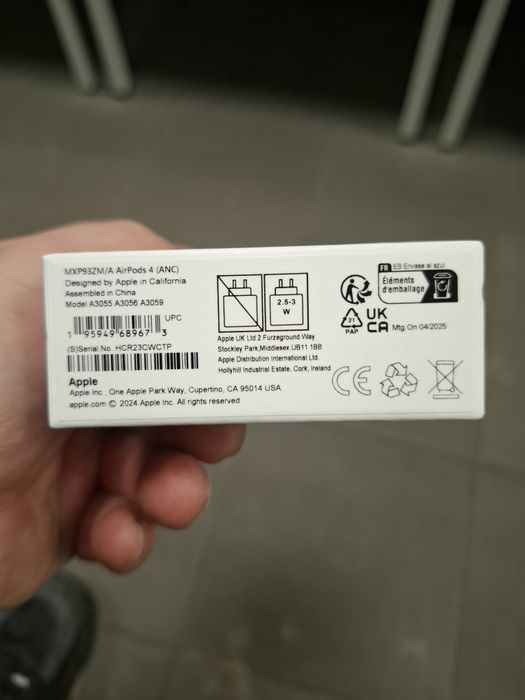 MXP93ZM/A AirPods 4 (ANC)
Designed by Apple in California
Assembled in China
Model A3055 A3056 A3059
UPC
1 95949 68967 3
(S)Serial No. HCR23WCWCTP
Apple
Apple Inc., One Apple Park Way, Cupertino, CA 95014 USA
apple.com © 2024 Apple Inc. All rights reserved.
2.5-3
W
Apple UK Ltd 2 Furzeground Way
Stockley Park,Middlesex UB11 1BB
Apple Distribution International Ltd.
Hollyhill Industrial Estate, Cork, Ireland
FR ES Envase al azul
Éléments
d'emballage
21
PAP
UK
CA
Mtg.On 04/2025
CE